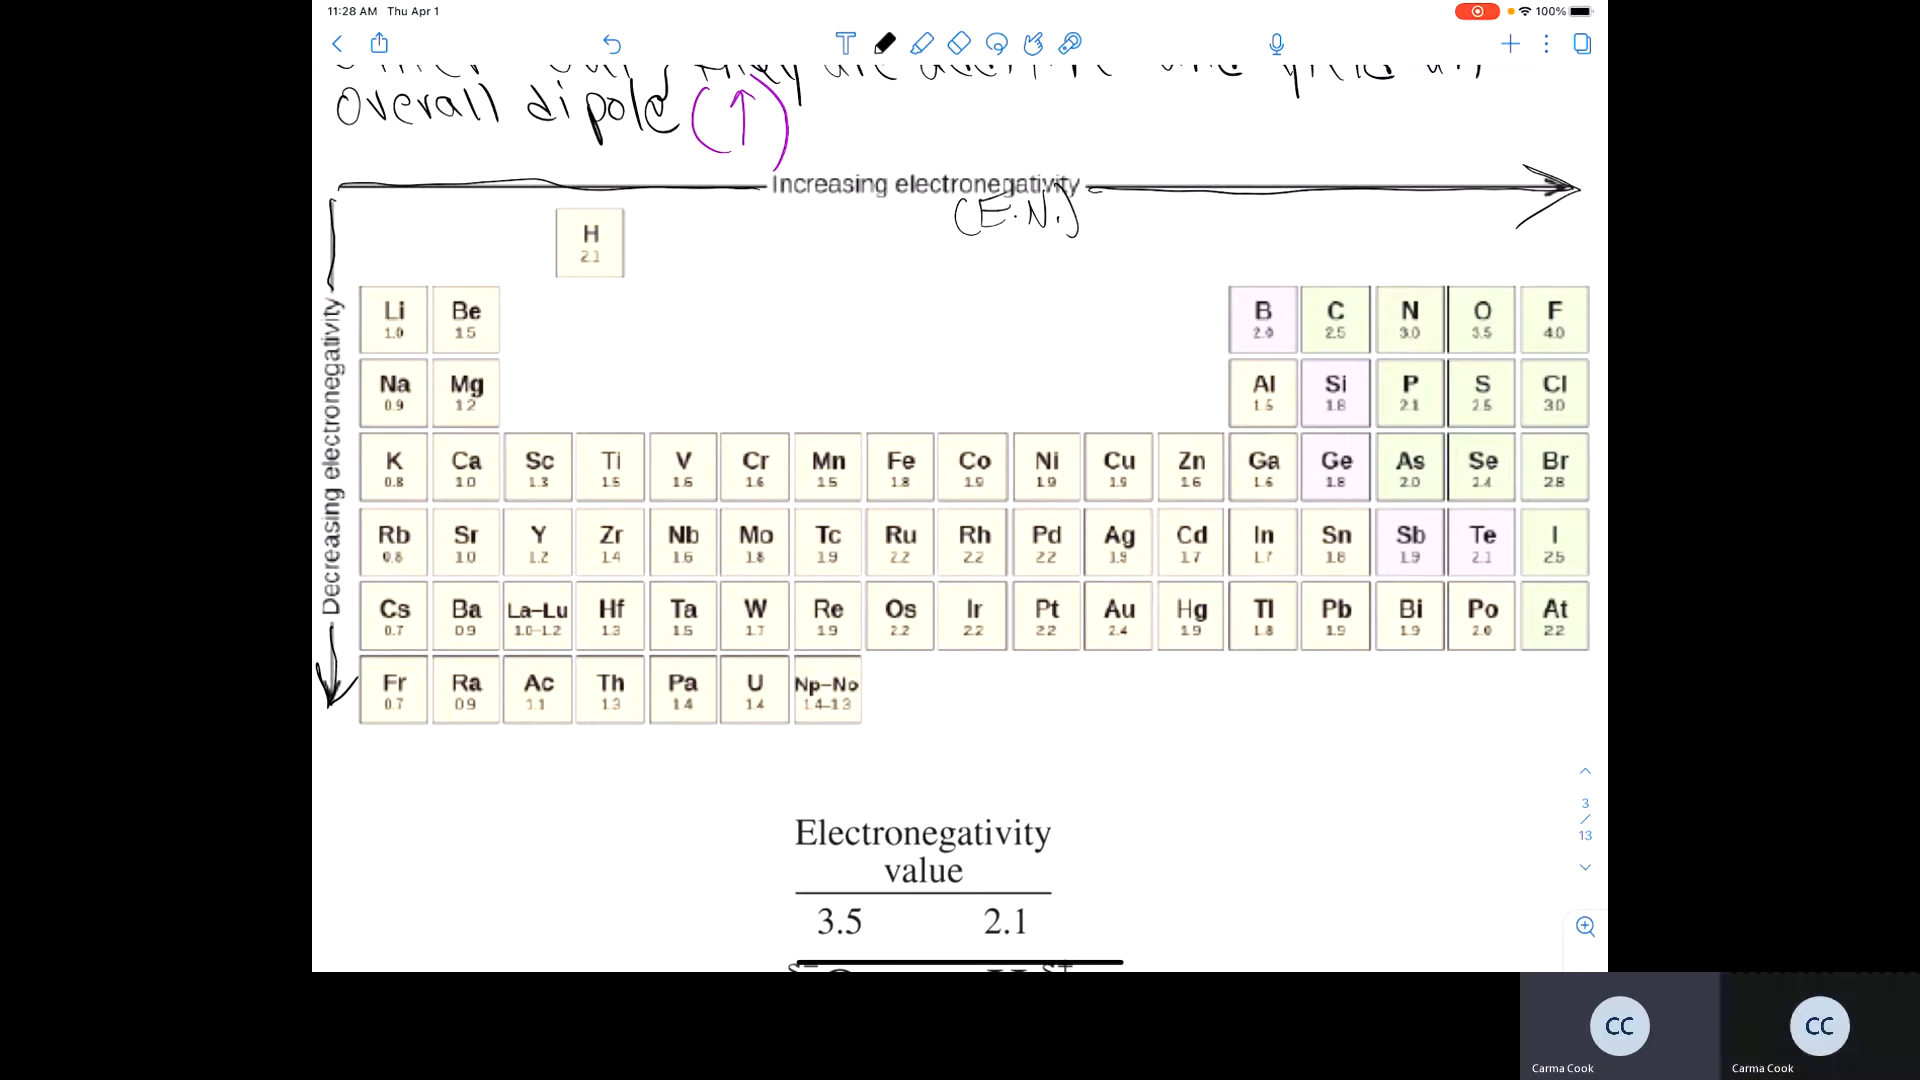 11:28 AM Thu Apr 1
100%
overall dipole (↑)
Increasing electronegativity
(E.N.)
Decreasing electronegativity
H
2.1
Li Be B C N O F
1.0 1.5 2.0 2.5 3.0 3.5 4.0
Na Mg Al Si P S Cl
0.9 1.2 1.5 1.8 2.1 2.5 3.0
K Ca Sc Ti V Cr Mn Fe Co Ni Cu Zn Ga Ge As Se Br
0.8 1.0 1.3 1.5 1.6 1.6 1.5 1.8 1.9 1.9 1.9 1.6 1.6 1.8 2.0 2.4 2.8
Rb Sr Y Zr Nb Mo Tc Ru Rh Pd Ag Cd In Sn Sb Te I
0.8 1.0 1.2 1.4 1.6 1.8 1.9 2.2 2.2 2.2 1.9 1.7 1.7 1.8 1.9 2.1 2.5
Cs Ba La–Lu Hf Ta W Re Os Ir Pt Au Hg Tl Pb Bi Po At
0.7 0.9 1.0–1.2 1.3 1.5 1.7 1.9 2.2 2.2 2.2 2.4 1.9 1.8 1.9 1.9 2.0 2.2
Fr Ra Ac Th Pa U Np–No
0.7 0.9 1.1 1.3 1.4 1.4 1.4–1.3
Electronegativity
value
3.5 2.1
3
/
13
CC CC
Carma Cook Carma Cook